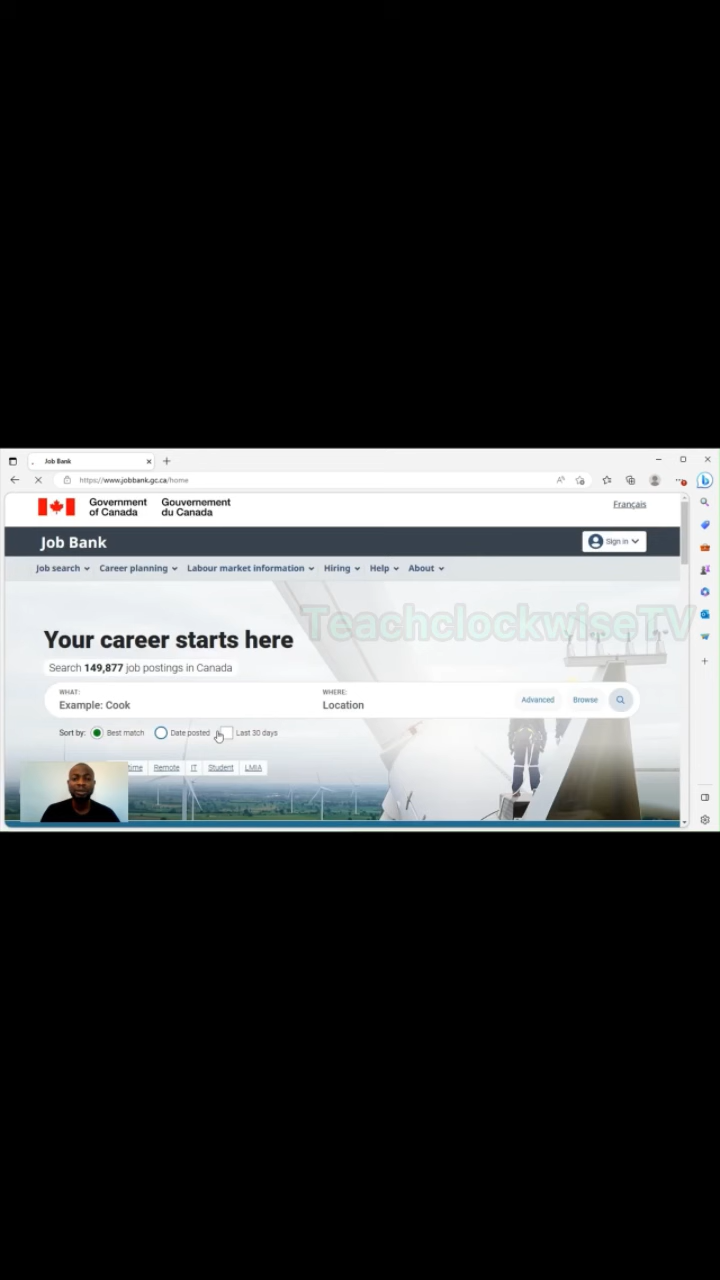 Job Bank
https://www.jobbank.gc.ca/home
Government of Canada
Gouvernement du Canada
Français
Job Bank
Sign in
Job search
Career planning
Labour market information
Hiring
Help
About
TeachclockwiseTV
Your career starts here
Search 149,877 job postings in Canada
WHAT:
Example: Cook
WHERE:
Location
Advanced
Browse
Sort by:
Best match
Date posted
Last 30 days
time
Remote
IT
Student
LMIA